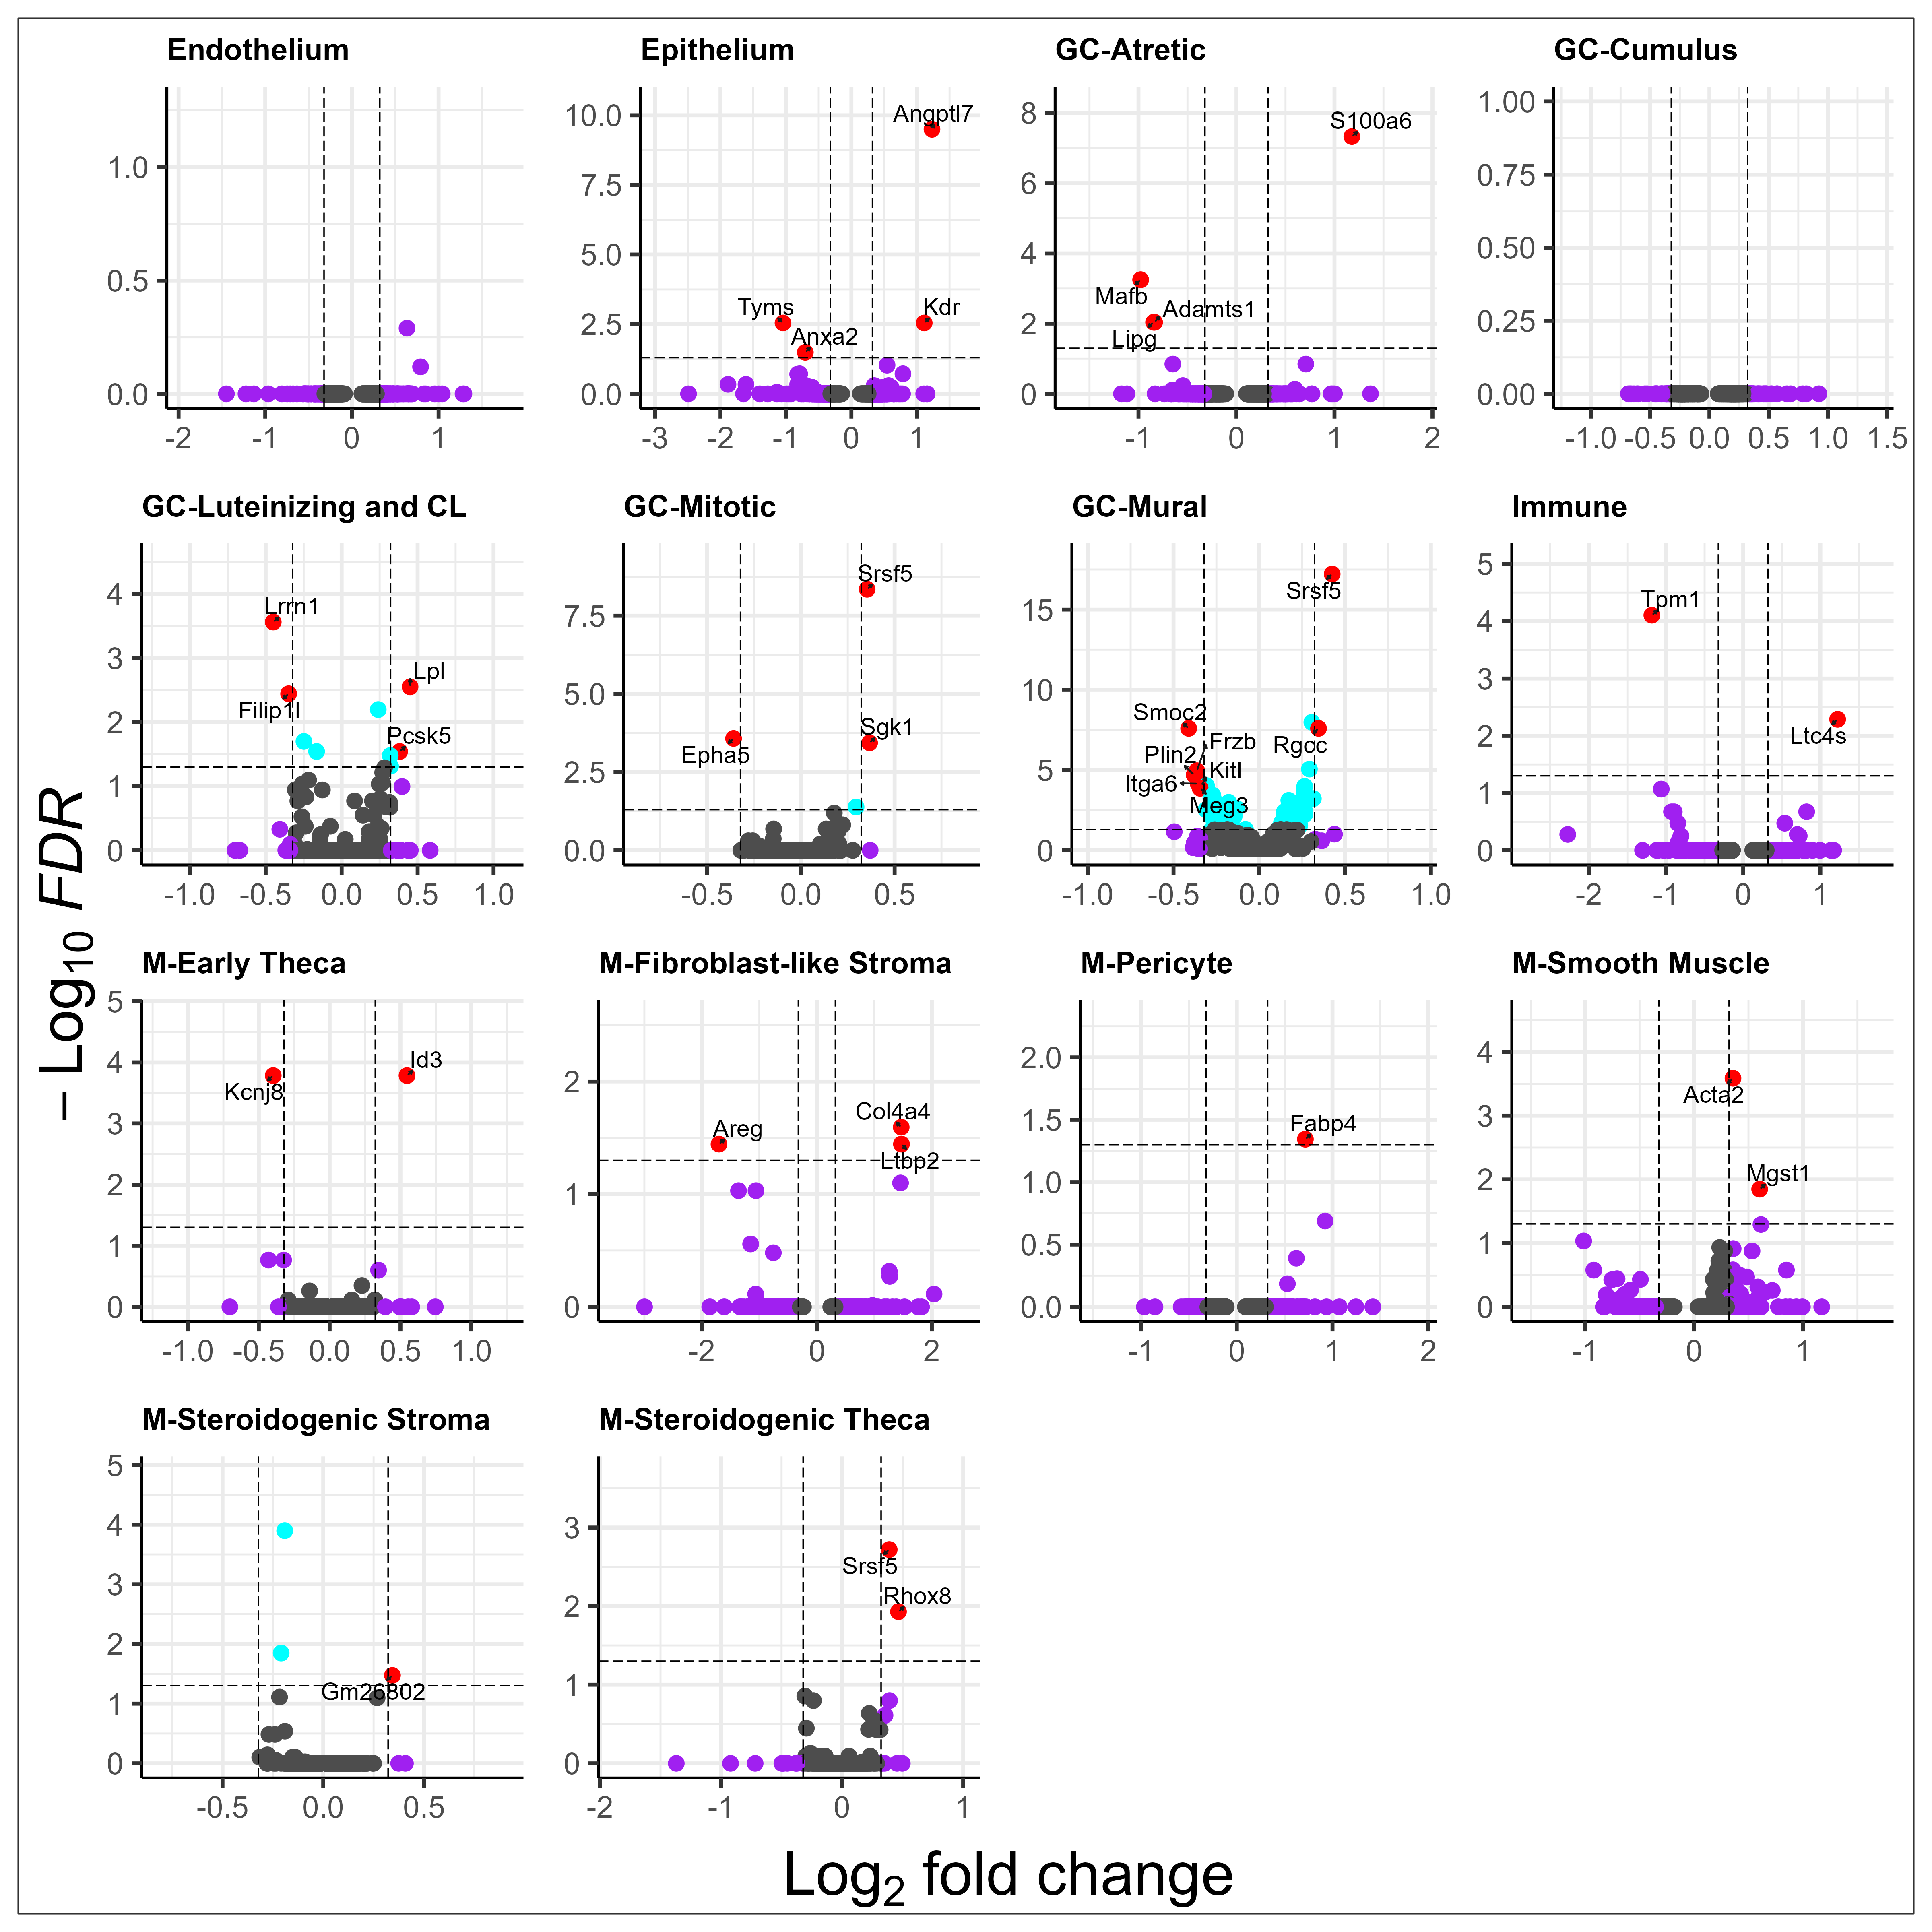 Endothelium
1.0
0.5
0.0
-2 -1 0 1
Epithelium
10.0
7.5
5.0
2.5
0.0
Angptl7
Tyms
Kdr
Anxa2
-3 -2 -1 0 1
GC-Atretic
8
6
4
2
0
S100a6
Mafb
Adamts1
Lipg
-1 0 1 2
GC-Cumulus
1.00
0.75
0.50
0.25
0.00
-1.0 -0.5 0.0 0.5 1.0 1.5
GC-Luteinizing and CL
4
3
2
1
0
Lrrn1
Lpl
Filip1l
Pcsk5
-1.0 -0.5 0.0 0.5 1.0
GC-Mitotic
7.5
5.0
2.5
0.0
Srsf5
Sgk1
Epha5
-0.5 0.0 0.5
GC-Mural
15
10
5
0
Srsf5
Smoc2
Frzb
Rgcc
Plin2
Kitl
Itga6
Meg3
-1.0 -0.5 0.0 0.5 1.0
Immune
5
4
3
2
1
0
Tpm1
Ltc4s
-2 -1 0 1
M-Early Theca
5
4
3
2
1
0
Id3
Kcnj8
-1.0 -0.5 0.0 0.5 1.0
M-Fibroblast-like Stroma
2
1
0
Col4a4
Areg
Ltbp2
-2 0 2
M-Pericyte
2.0
1.5
1.0
0.5
0.0
Fabp4
-1 0 1 2
M-Smooth Muscle
4
3
2
1
0
Acta2
Mgst1
-1 0 1
M-Steroidogenic Stroma
5
4
3
2
1
0
Gm26802
-0.5 0.0 0.5
M-Steroidogenic Theca
3
2
1
0
Srsf5
Rhox8
-2 -1 0 1
− Log10 FDR
Log2 fold change